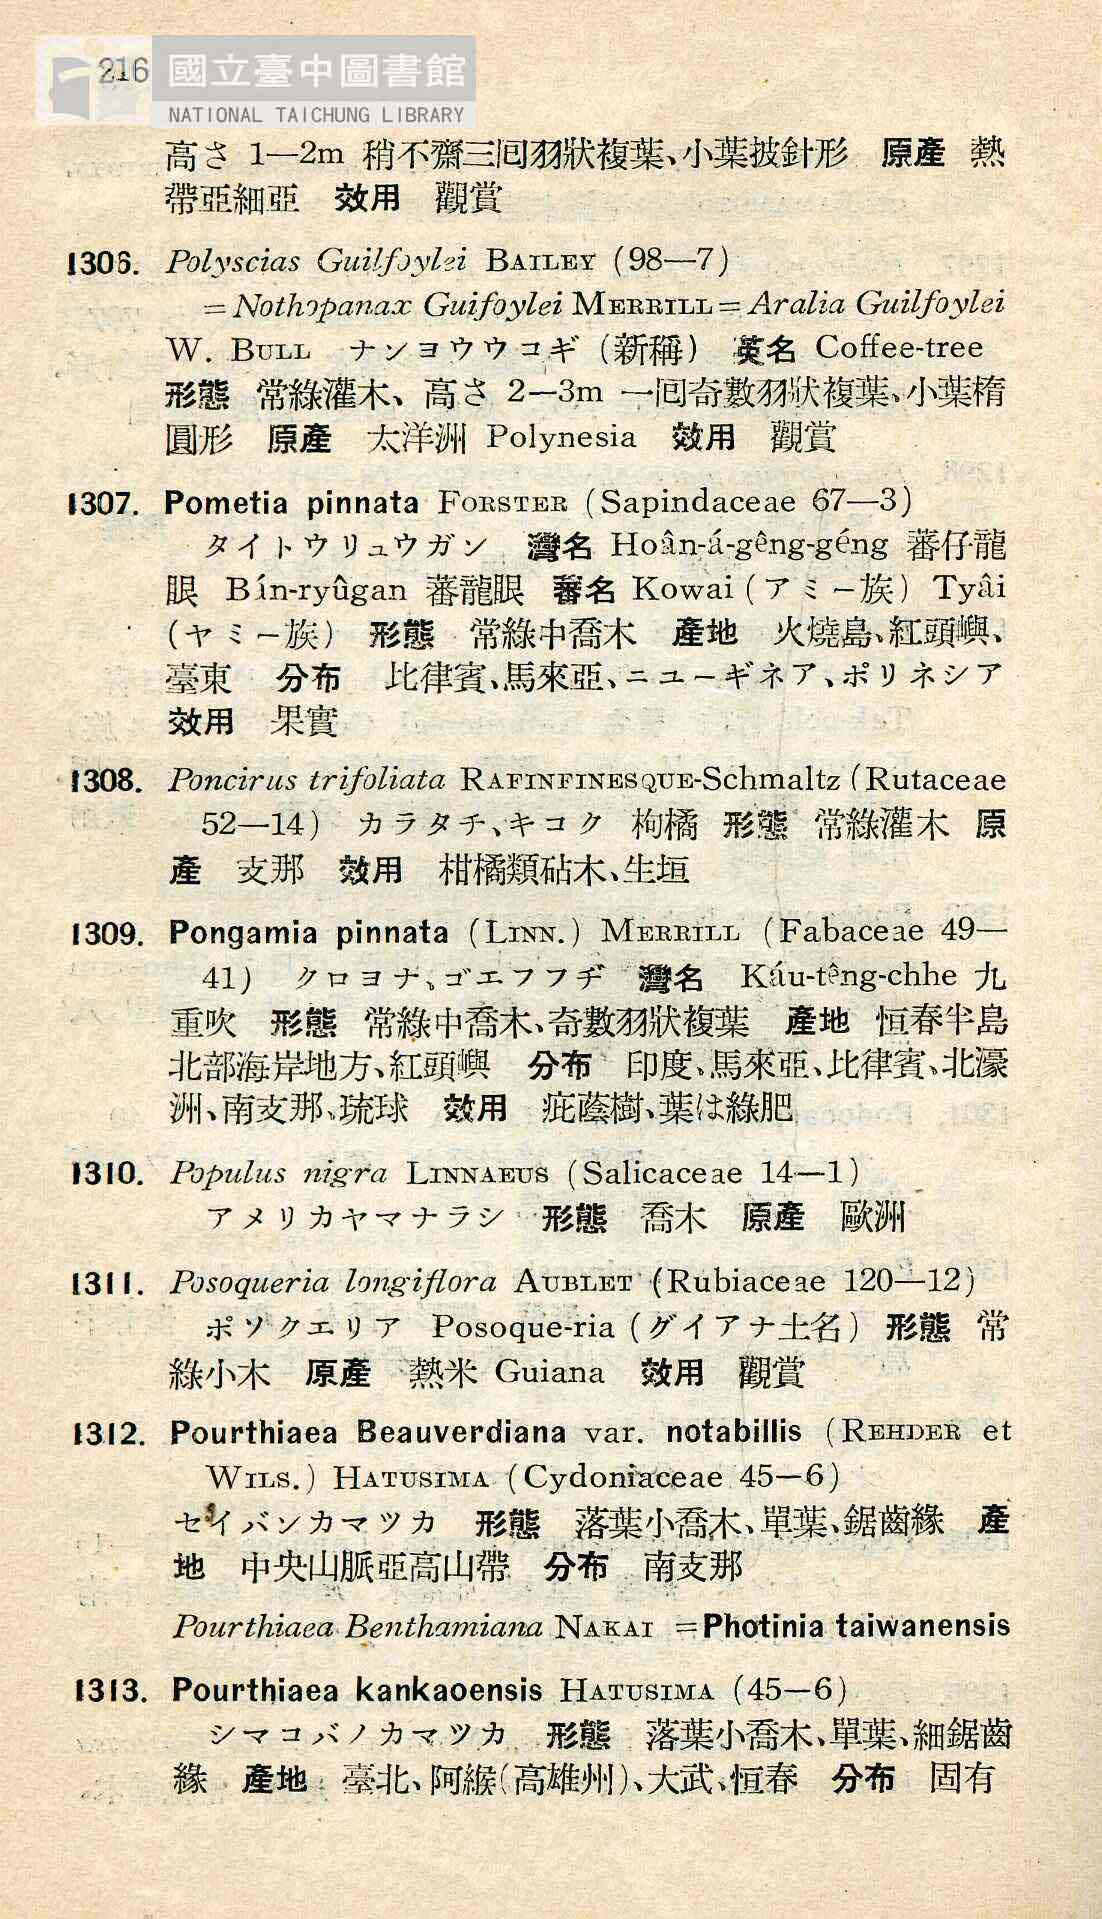 216 國立臺中圖書館
NATIONAL TAICHUNG LIBRARY
高さ 1—2m 稍不齋三囘羽狀複葉、小葉披針形 原產 熱
帶亞細亞 效用 觀賞
1306. Polyscias Guilfoylei BAILEY (98—7)
=Nothopanax Guifoylei MERRILL=Aralia Guilfoylei
W. BULL ナンヨウウコギ (新稱) 英名 Coffee-tree
形態 常綠灌木、高さ 2—3m 一囘奇數羽狀複葉、小葉楕
圓形 原產 太洋洲 Polynesia 效用 觀賞
1307. Pometia pinnata FORSTER (Sapindaceae 67—3)
タイトウリュウガン 灣名 Hoân-á-gêng-géng 蕃仔龍
眼 Bín-ryûgan 蕃龍眼 蕃名 Kowai (アミー族) Tyâi
(ヤミー族) 形態 常綠中喬木 產地 火燒島、紅頭嶼、
臺東 分布 比律賓、馬來亞、ニューギネア、ポリネシア
效用 果實
1308. Poncirus trifoliata RAFINFINESQUE-Schmaltz (Rutaceae
52—14) カラタチ、キコク 枸橘 形態 常綠灌木 原
產 支那 效用 柑橘類砧木、生垣
1309. Pongamia pinnata (LINN.) MERRILL (Fabaceae 49—
41) クロヨナ、ゴエフフヂ 灣名 Káu-têng-chhe 九
重吹 形態 常綠中喬木、奇數羽狀複葉 產地 恒春半島
北部海岸地方、紅頭嶼 分布 印度、馬來亞、比律賓、北濠
洲、南支那、琉球 效用 庇蔭樹、葉は綠肥
1310. Populus nigra LINNAEUS (Salicaceae 14—1)
アメリカヤマナラシ 形態 喬木 原產 歐洲
1311. Posoqueria longiflora AUBLET (Rubiaceae 120—12)
ポソクエリア Posoque-ria (ゲイアナ土名) 形態 常
綠小木 原產 熱米 Guiana 效用 觀賞
1312. Pourthiaea Beauverdiana var. notabillis (REHDER et
WILS.) HATUSIMA (Cydoniaceae 45—6)
セイバンカマツカ 形態 落葉小喬木、單葉、鋸齒緣 產
地 中央山脈亞高山帶 分布 南支那
Pourthiaea Benthamiana NAKAI =Photinia taiwanensis
1313. Pourthiaea kankaoensis HATUSIMA (45—6)
シマコバノカマツカ 形態 落葉小喬木、單葉、細鋸齒
緣 產地 臺北、阿緱(高雄州)、大武、恒春 分布 固有